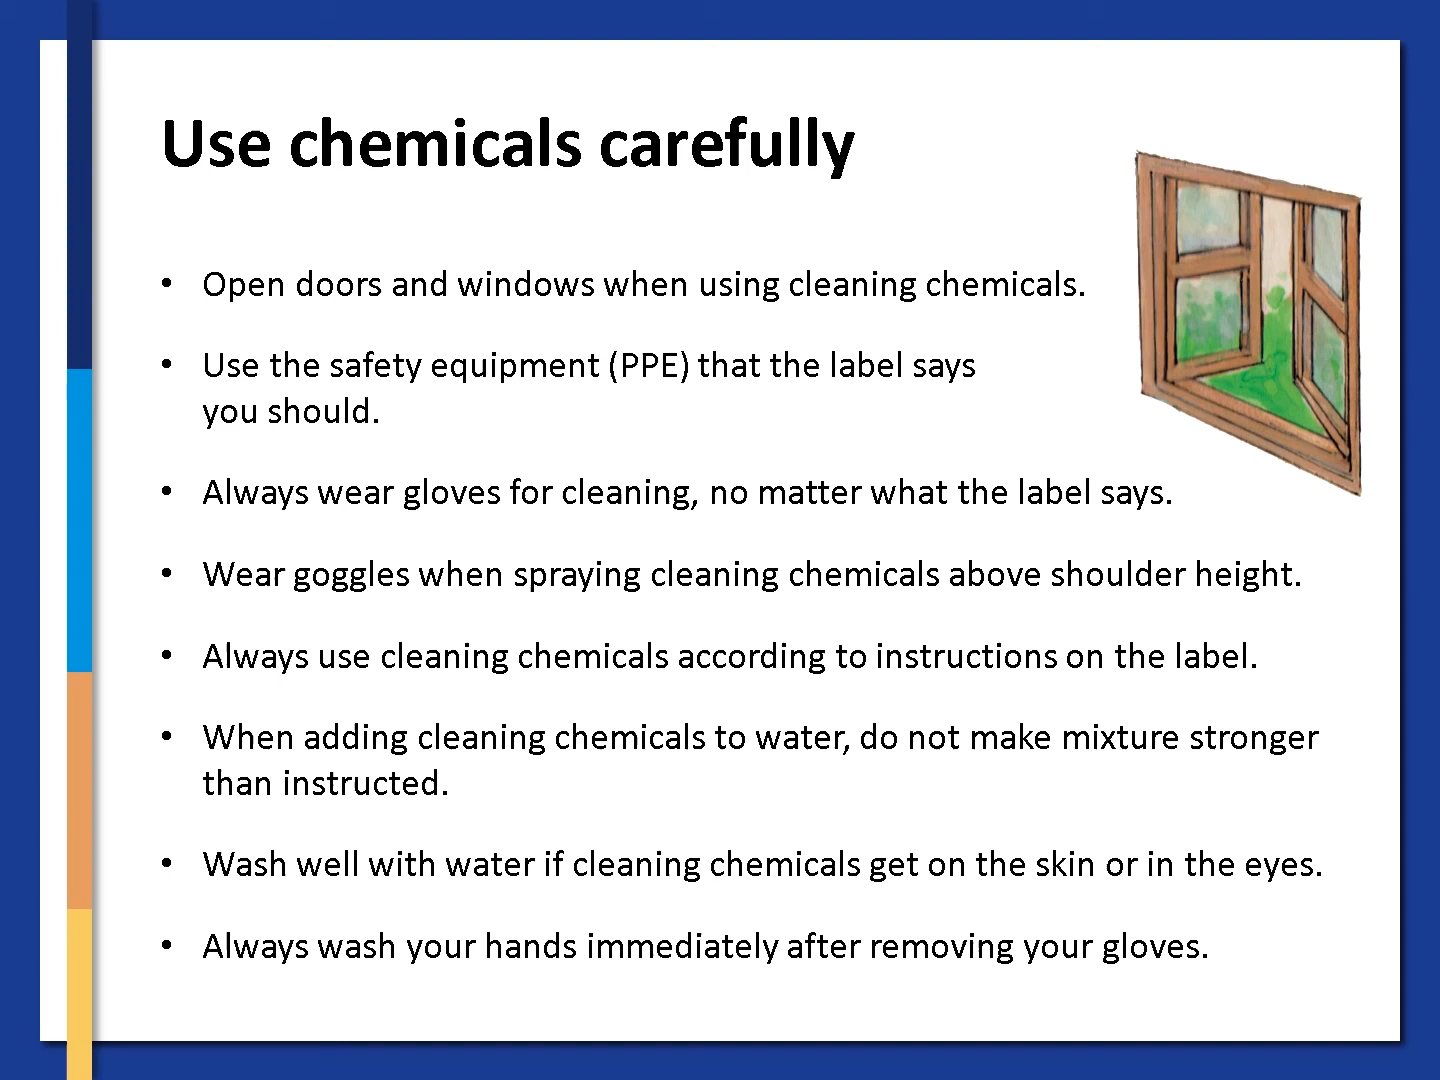 Use chemicals carefully
• Open doors and windows when using cleaning chemicals.
• Use the safety equipment (PPE) that the label says
you should.
• Always wear gloves for cleaning, no matter what the label says.
• Wear goggles when spraying cleaning chemicals above shoulder height.
• Always use cleaning chemicals according to instructions on the label.
• When adding cleaning chemicals to water, do not make mixture stronger
than instructed.
• Wash well with water if cleaning chemicals get on the skin or in the eyes.
• Always wash your hands immediately after removing your gloves.